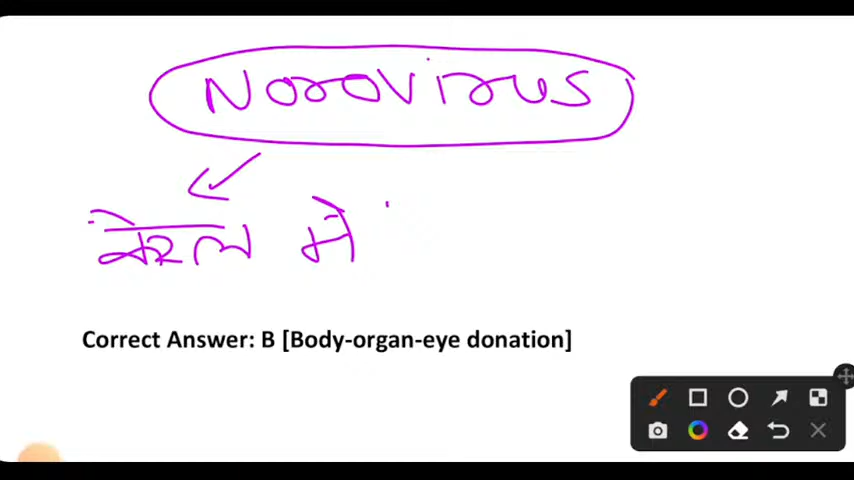 NOROVIRUS
केरल में
Correct Answer: B [Body-organ-eye donation]